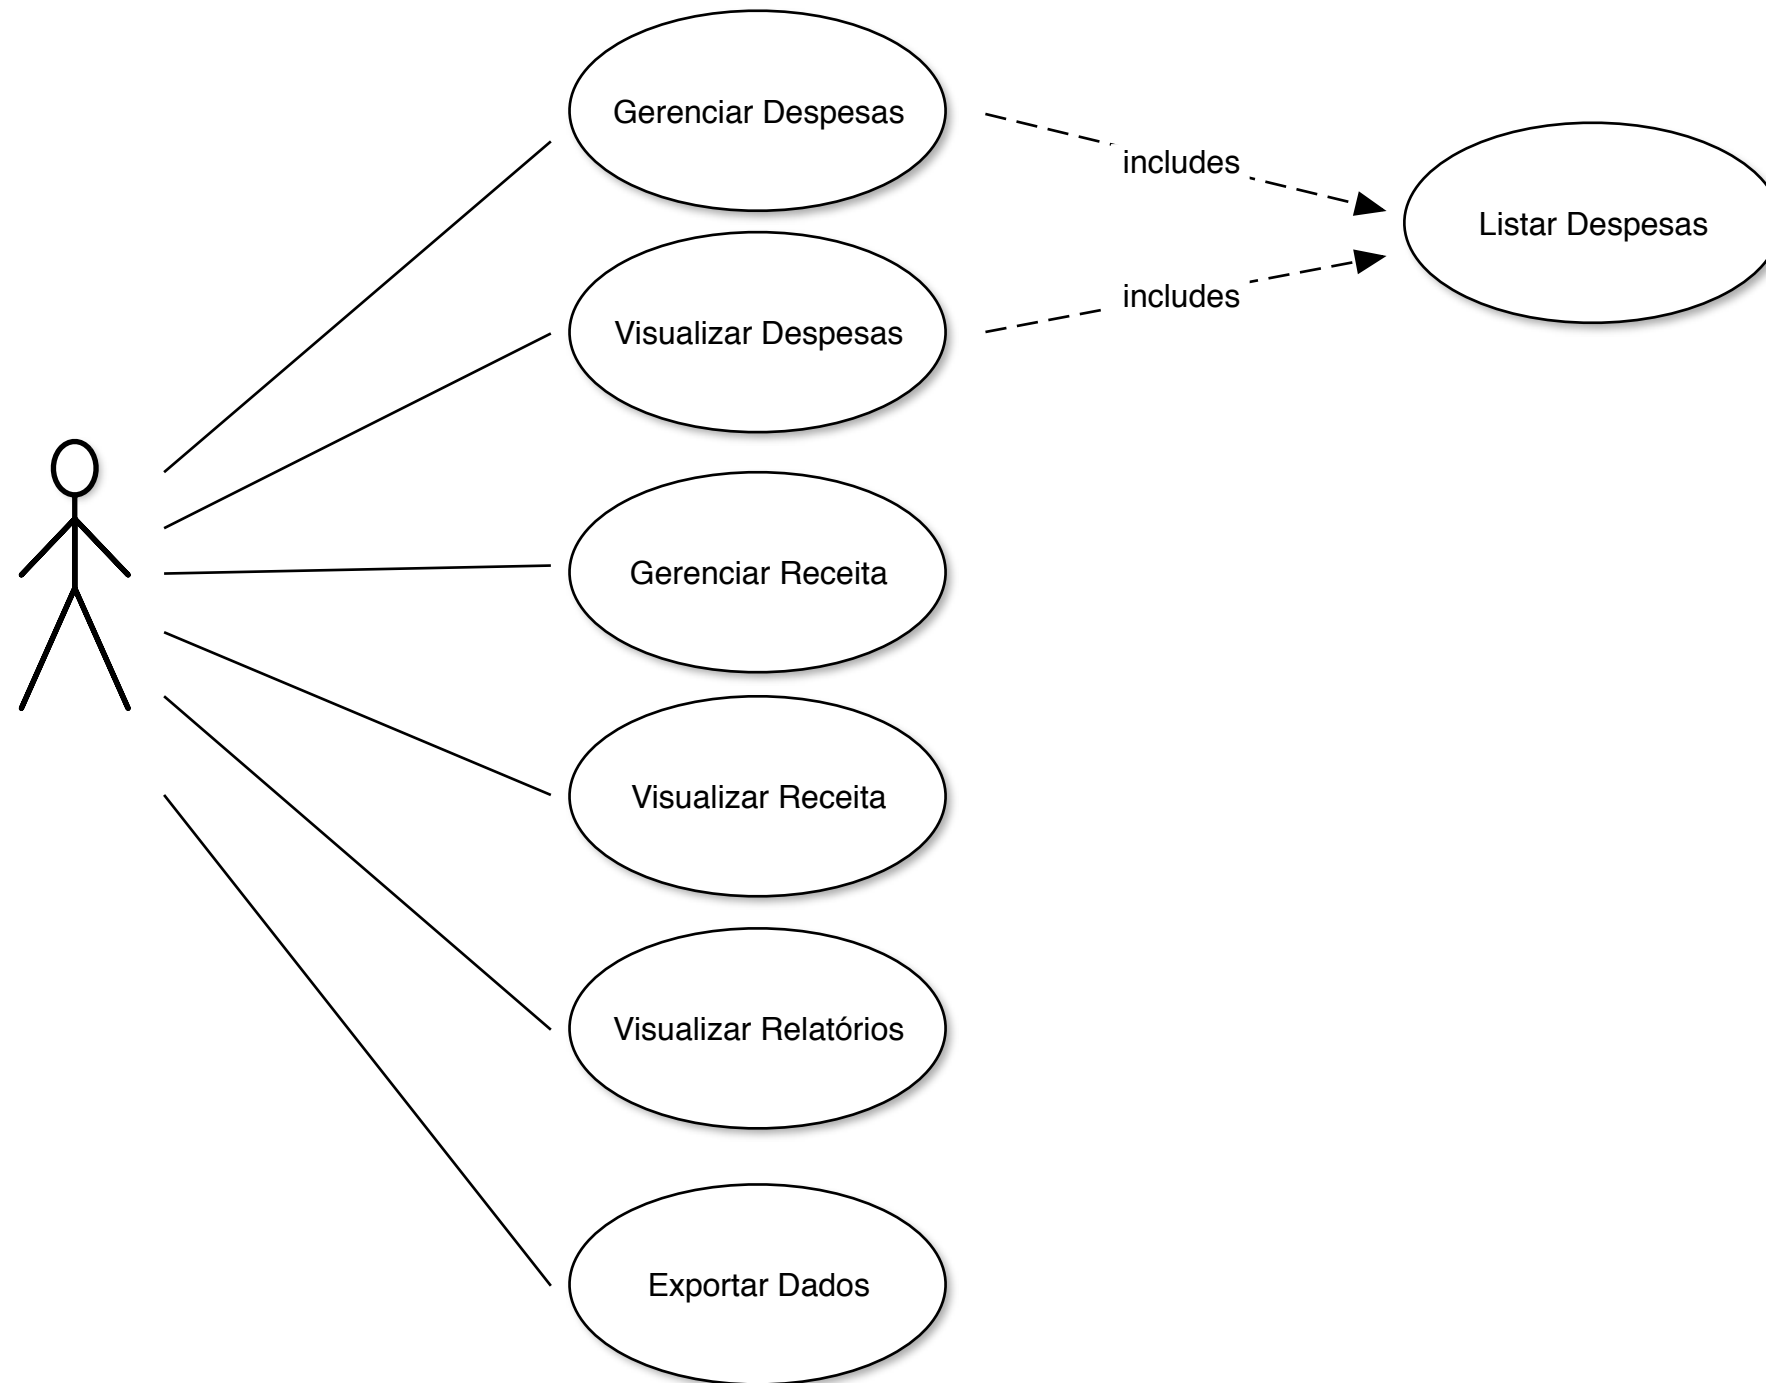 Gerenciar Despesas
includes
Listar Despesas
includes
Visualizar Despesas
Gerenciar Receita
Visualizar Receita
Visualizar Relatórios
Exportar Dados